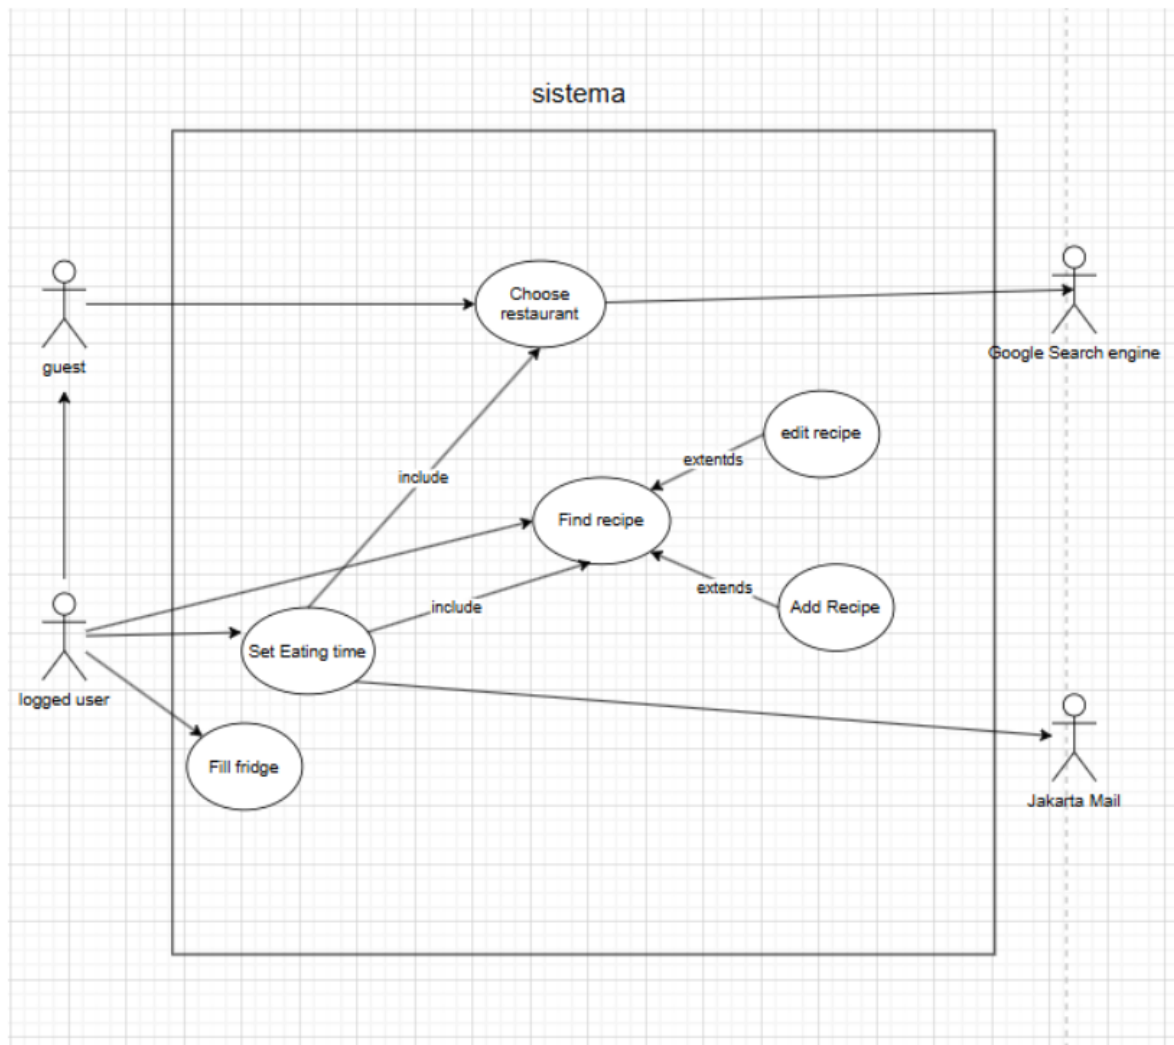 sistema
Choose
restaurant
guest
Google Search engine
edit recipe
extentds
include
Find recipe
extends
Add Recipe
include
Set Eating time
logged user
Fill fridge
Jakarta Mail